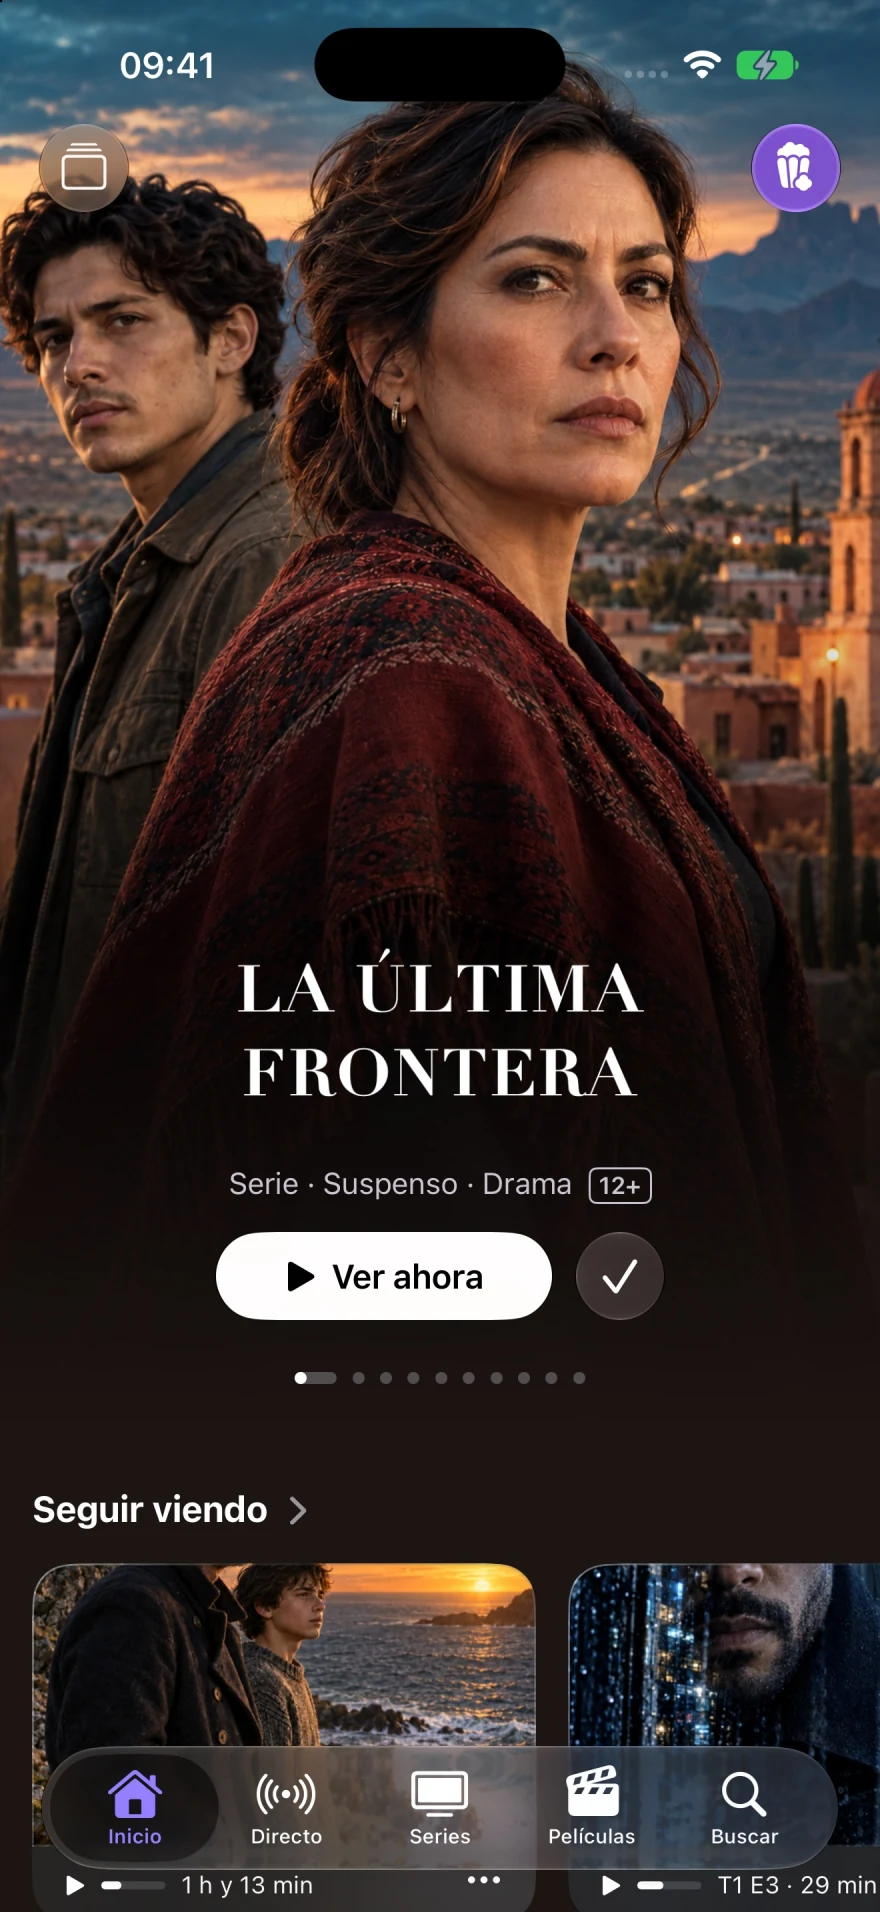 09:41
LA ÚLTIMA
FRONTERA
Serie · Suspenso · Drama 12+
Ver ahora
Seguir viendo
Inicio
Directo
Series
Películas
Buscar
1 h y 13 min
T1 E3 · 29 min